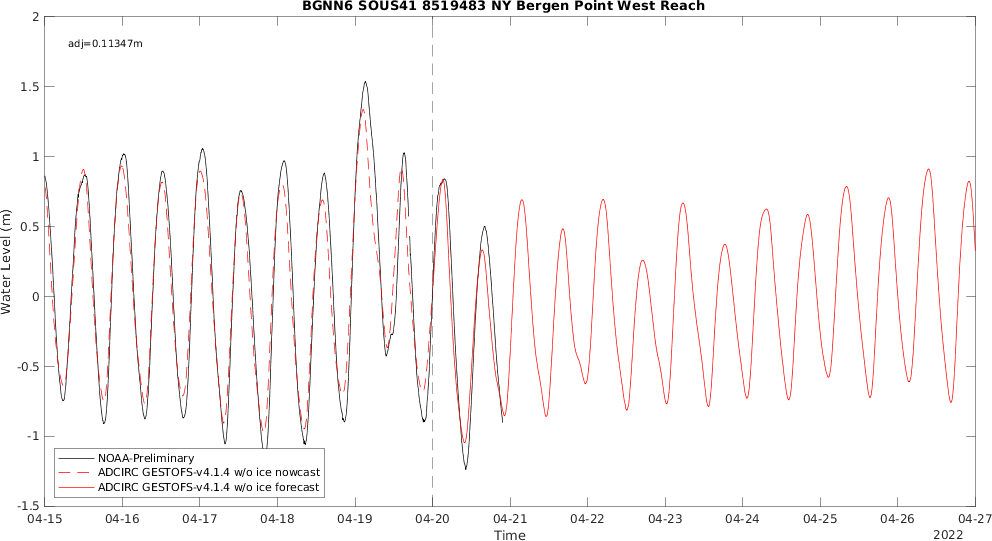 BGNN6 SOUS41 8519483 NY Bergen Point West Reach
adj=0.11347m
2
1.5
1
0.5
0
-0.5
-1
-1.5
Water Level (m)
NOAA-Preliminary
ADCIRC GESTOFS-v4.1.4 w/o ice nowcast
ADCIRC GESTOFS-v4.1.4 w/o ice forecast
04-15 04-16 04-17 04-18 04-19 04-20 04-21 04-22 04-23 04-24 04-25 04-26 04-27
Time
2022